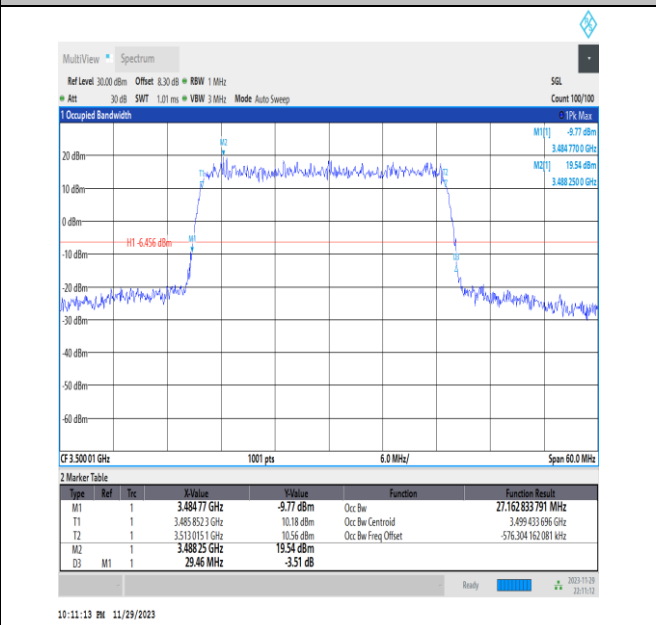 MultiView Spectrum
Ref Level 30.00 dBm Offset 8.30 dB RBW 1 MHz SGL
Att 30 dB SWT 1.01 ms VBW 3 MHz Mode Auto Sweep Count 100/100
1 Occupied Bandwidth 1Pk Max
M1[1] -9.77 dBm
3.484 770 0 GHz
M2[1] 19.54 dBm
3.488 250 0 GHz
M2
20 dBm
T1 T2
10 dBm
0 dBm
H1 -6.456 dBm M1
-10 dBm
D3
-20 dBm
-30 dBm
-40 dBm
-50 dBm
-60 dBm
CF 3.500 01 GHz 1001 pts 6.0 MHz/ Span 60.0 MHz
2 Marker Table
Type Ref Trc X-Value Y-Value Function Function Result
M1 1 3.484 77 GHz -9.77 dBm Occ Bw 27.162 833 791 MHz
T1 1 3.485 852 3 GHz 10.18 dBm Occ Bw Centroid 3.499 433 696 GHz
T2 1 3.513 015 1 GHz 10.56 dBm Occ Bw Freq Offset -576.304 162 081 kHz
M2 1 3.488 25 GHz 19.54 dBm
D3 M1 1 29.46 MHz -3.51 dB
Ready 2023-11-29
22:11:12
10:11:13 PM 11/29/2023